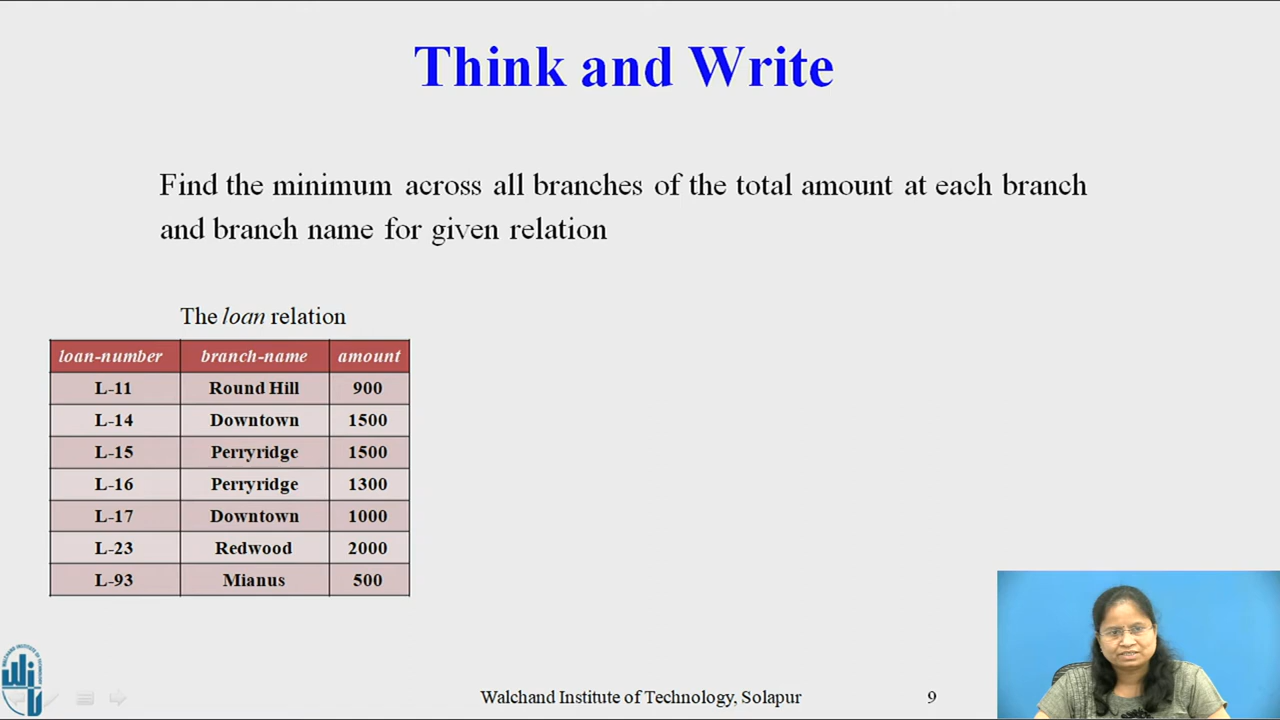 Think and Write
Find the minimum across all branches of the total amount at each branch
and branch name for given relation
The loan relation
loan-number branch-name amount
L-11 Round Hill 900
L-14 Downtown 1500
L-15 Perryridge 1500
L-16 Perryridge 1300
L-17 Downtown 1000
L-23 Redwood 2000
L-93 Mianus 500
Walchand Institute of Technology, Solapur 9